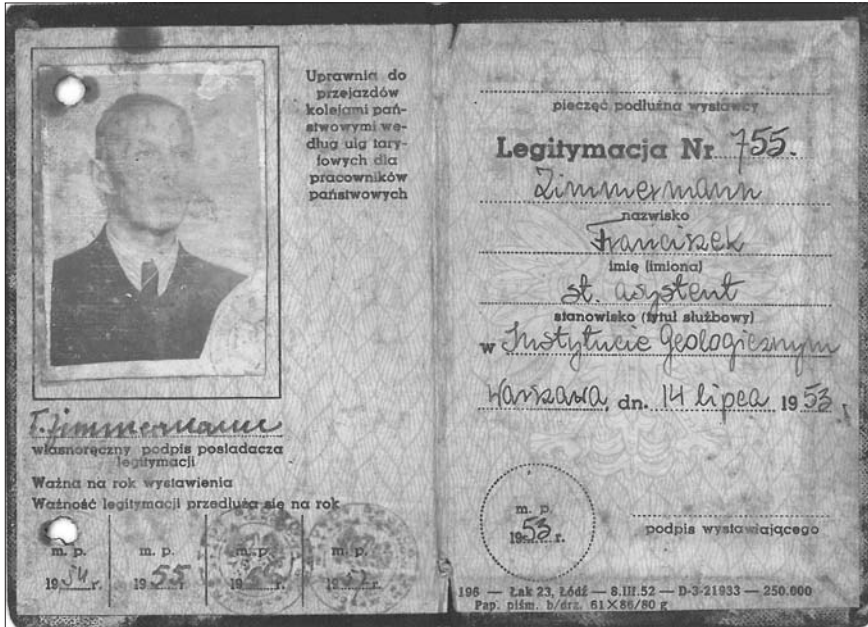 Uprawnia do
przejazdów
kolejami pań-
stwowymi we-
dług ulg tary-
fowych dla
pracowników
państwowych
F. Zimmermann
własnoręczny podpis posiadacza
legitymacji
Ważna na rok wystawienia
Ważność legitymacji przedłuża się na rok
m. p. m. p. m. p. m. p.
1954 r. 1955 r. 19 r. 1957 r.
pieczęć podłużna wystawcy
Legitymacja Nr 755.
Zimmermann
nazwisko
Franciszek
imię (imiona)
st. asystent
stanowisko (tytuł służbowy)
w Instytucie Geologicznym
Warszawa, dn. 14 lipca 1953 r.
m. p.
1953 r.
podpis wystawiającego
196 — Łak 23, Łódź — 8.III.52 — D-3-21933 — 250.000
Pap. piśm. b/drz. 61×86/80 g